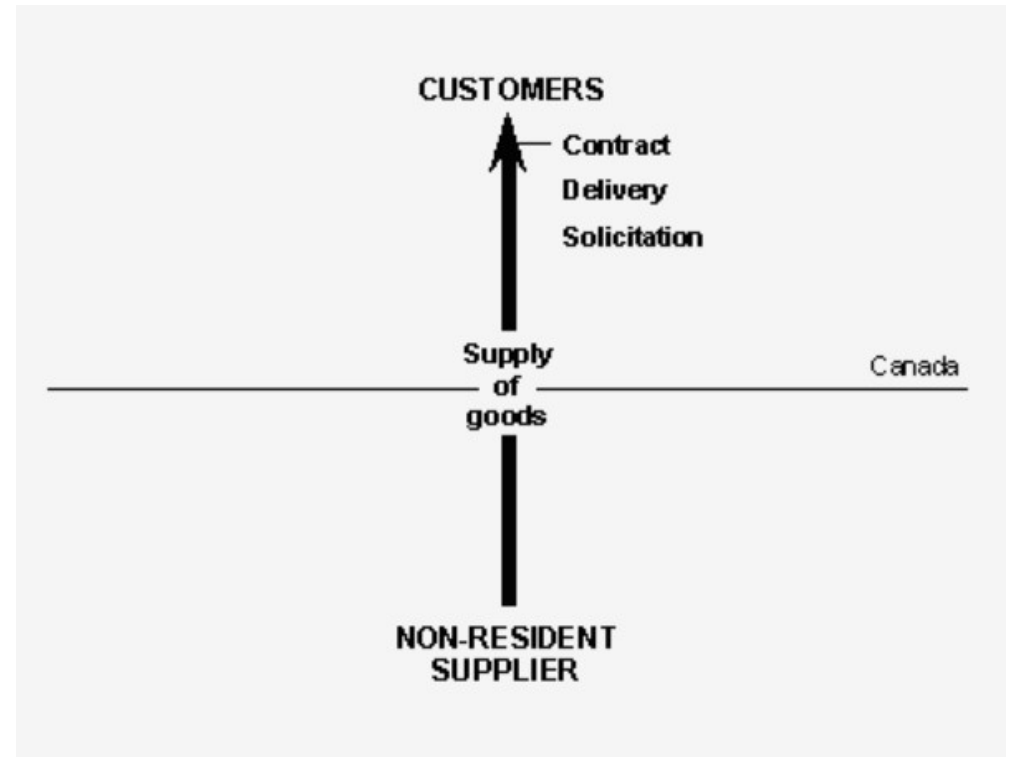 CUSTOMERS
Contract
Delivery
Solicitation
Supply
of
goods
Canada
NON-RESIDENT
SUPPLIER